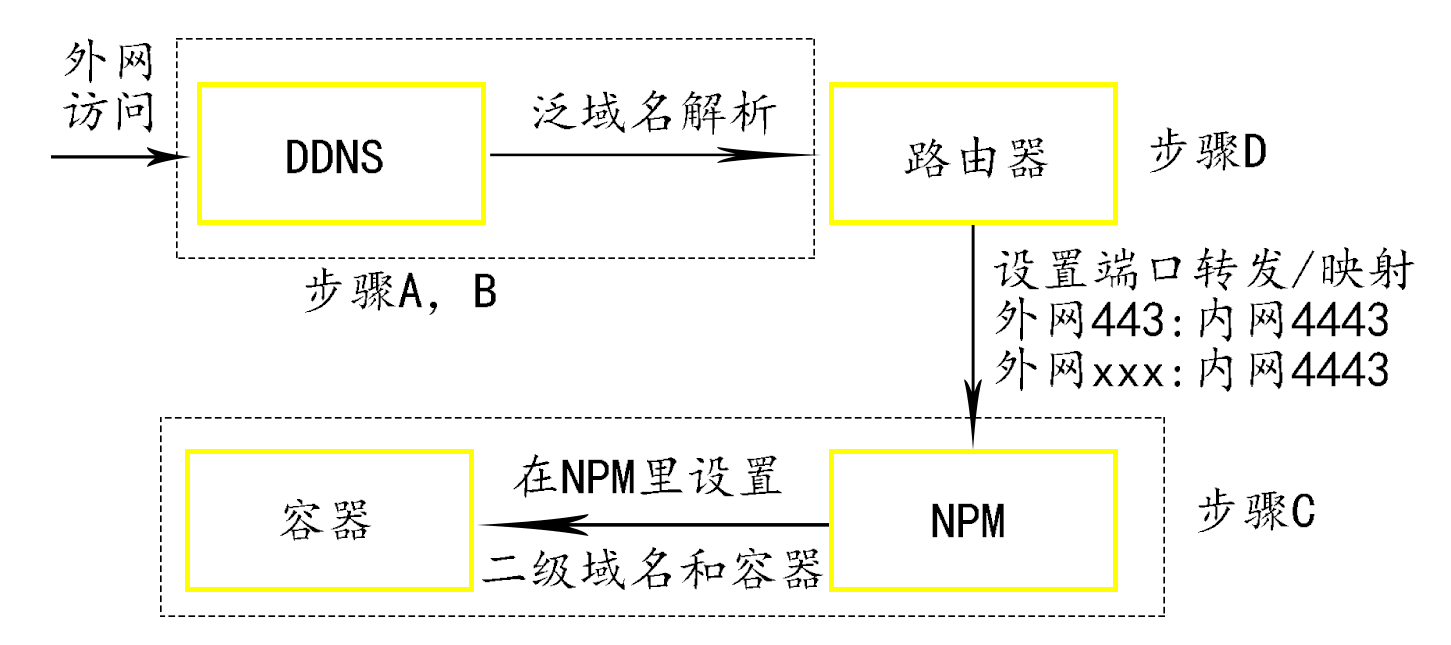 外网
访问
DDNS
泛域名解析
路由器
步骤D
步骤A, B
设置端口转发/映射
外网443:内网4443
外网xxx:内网4443
容器
在NPM里设置
二级域名和容器
NPM
步骤C